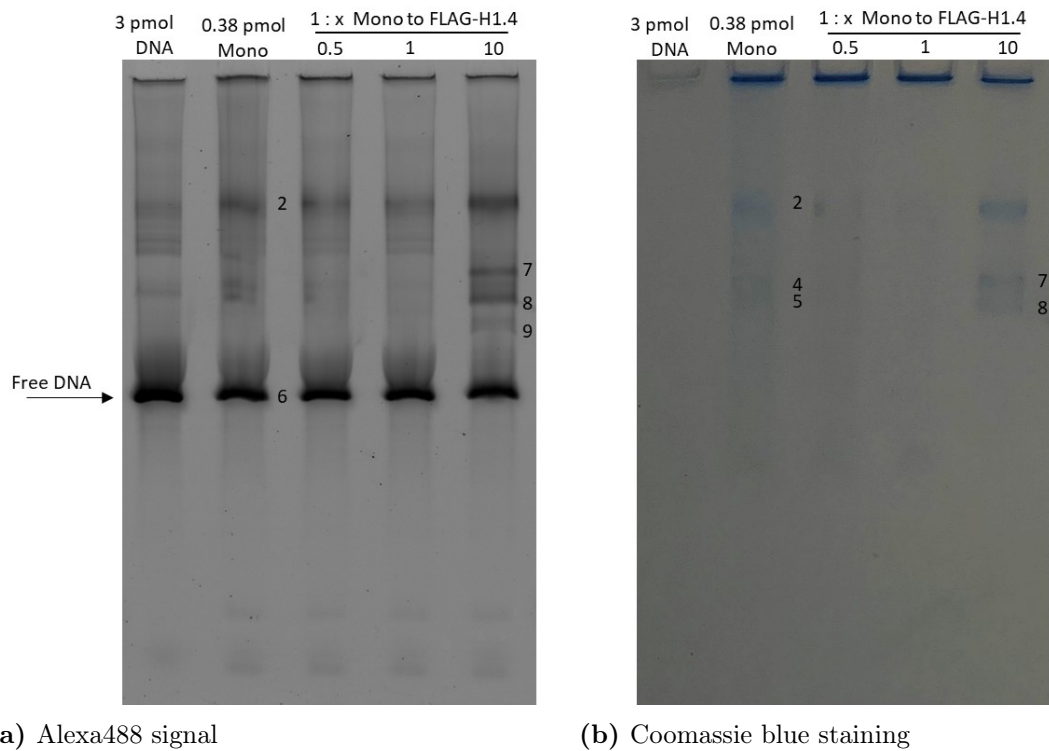 3 pmol DNA
0.38 pmol Mono
1 : x Mono to FLAG-H1.4
0.5 1 10
2
7
8
9
Free DNA
6
a) Alexa488 signal
3 pmol DNA
0.38 pmol Mono
1 : x Mono to FLAG-H1.4
0.5 1 10
2
4
5
7
8
(b) Coomassie blue staining